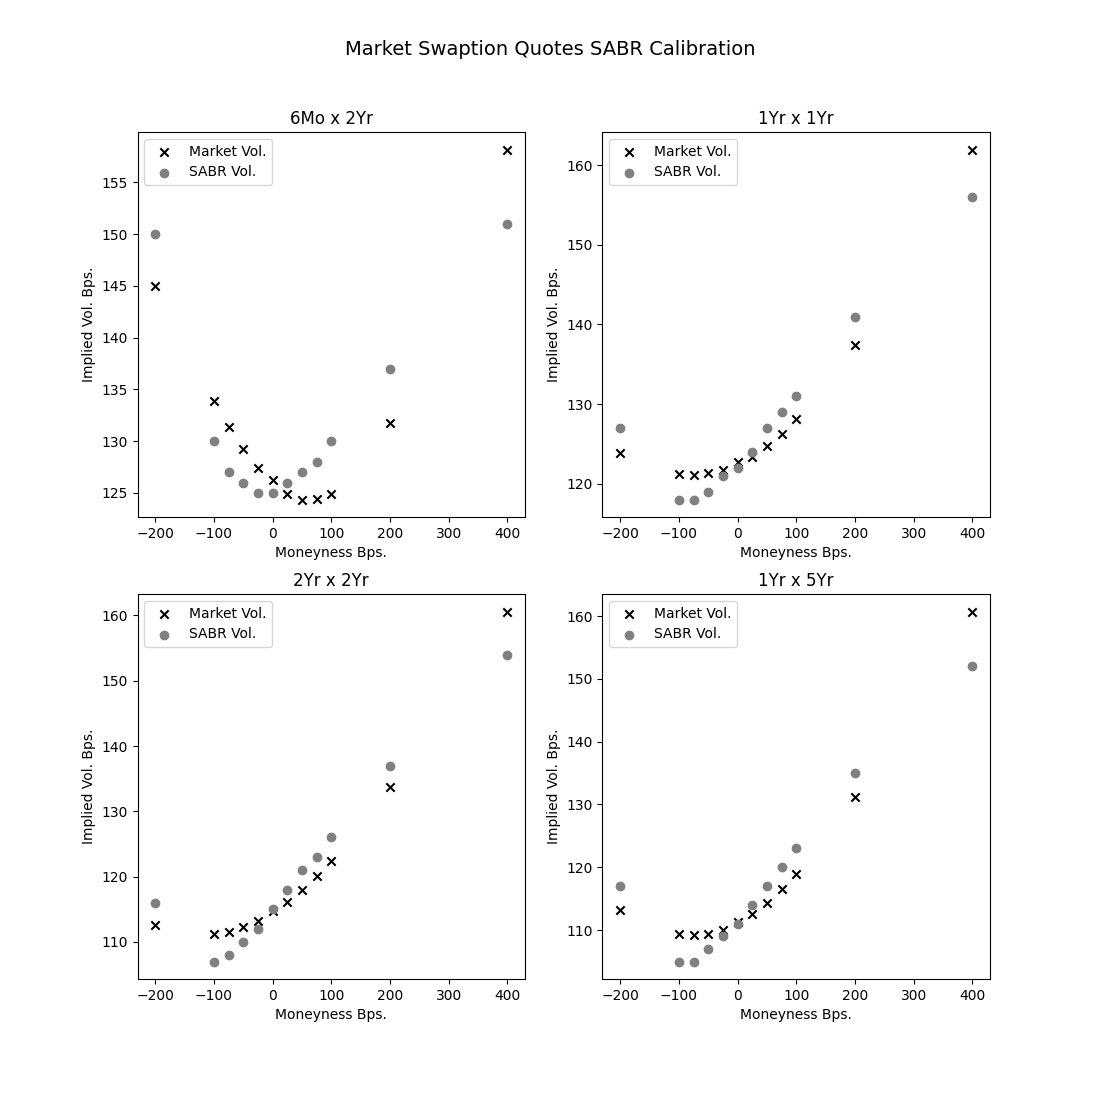 Market Swaption Quotes SABR Calibration
6Mo x 2Yr
Market Vol.
SABR Vol.
155
150
145
140
135
130
125
Implied Vol. Bps.
−200 −100 0 100 200 300 400
Moneyness Bps.
1Yr x 1Yr
Market Vol.
SABR Vol.
160
150
140
130
120
Implied Vol. Bps.
−200 −100 0 100 200 300 400
Moneyness Bps.
2Yr x 2Yr
Market Vol.
SABR Vol.
160
150
140
130
120
110
Implied Vol. Bps.
−200 −100 0 100 200 300 400
Moneyness Bps.
1Yr x 5Yr
Market Vol.
SABR Vol.
160
150
140
130
120
110
Implied Vol. Bps.
−200 −100 0 100 200 300 400
Moneyness Bps.